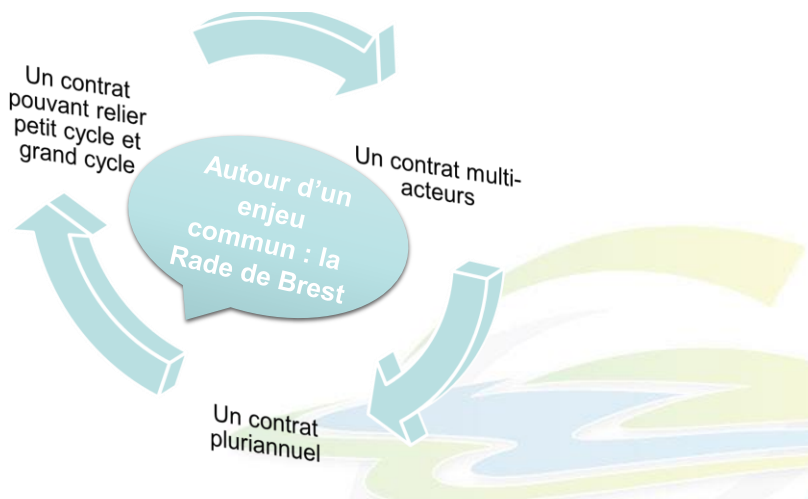 Un contrat
pouvant relier
petit cycle et
grand cycle
Autour d’un
enjeu
commun : la
Rade de Brest
Un contrat multi-
acteurs
Un contrat
pluriannuel